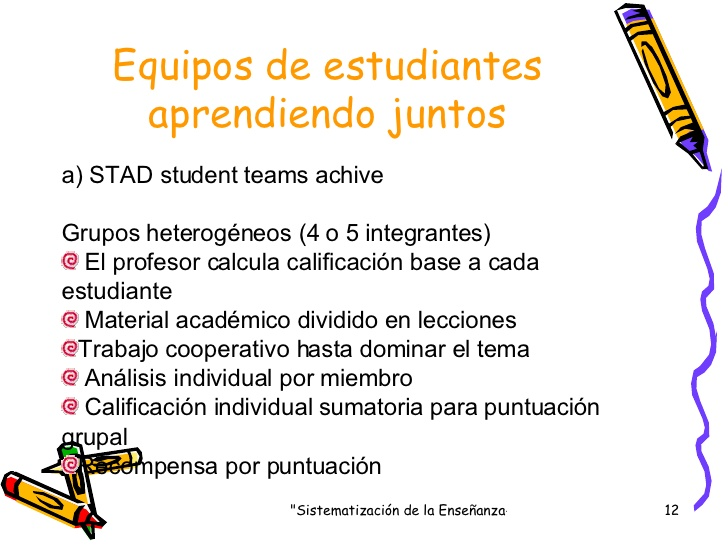 Equipos de estudiantes
aprendiendo juntos
a) STAD student teams achive
Grupos heterogéneos (4 o 5 integrantes)
El profesor calcula calificación base a cada
estudiante
Material académico dividido en lecciones
Trabajo cooperativo hasta dominar el tema
Análisis individual por miembro
Calificación individual sumatoria para puntuación
grupal
Recompensa por puntuación
"Sistematización de la Enseñanza-
12